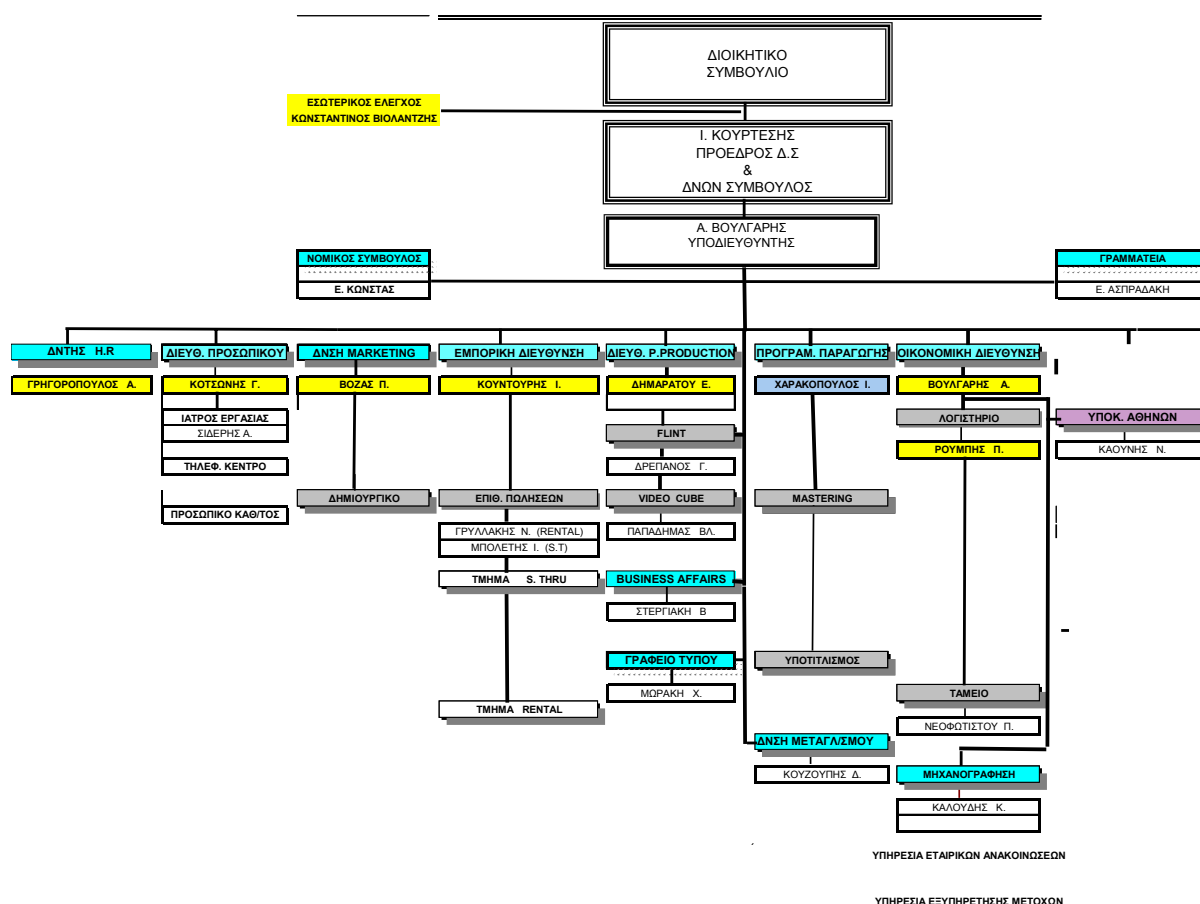 ΔΙΟΙΚΗΤΙΚΟ
ΣΥΜΒΟΥΛΙΟ
ΕΣΩΤΕΡΙΚΟΣ ΕΛΕΓΧΟΣ
ΚΩΝΣΤΑΝΤΙΝΟΣ ΒΙΟΛΑΝΤΖΗΣ
Ι. ΚΟΥΡΤΕΣΗΣ
ΠΡΟΕΔΡΟΣ Δ.Σ
&
ΔΝΩΝ ΣΥΜΒΟΥΛΟΣ
Α. ΒΟΥΛΓΑΡΗΣ
ΥΠΟΔΙΕΥΘΥΝΤΗΣ
ΝΟΜΙΚΟΣ ΣΥΜΒΟΥΛΟΣ
Ε. ΚΩΝΣΤΑΣ
ΓΡΑΜΜΑΤΕΙΑ
Ε. ΑΣΠΡΑΔΑΚΗ
ΔΝΤΗΣ H.R
ΓΡΗΓΟΡΟΠΟΥΛΟΣ Α.
ΔΙΕΥΘ. ΠΡΟΣΩΠΙΚΟΥ
ΚΟΤΣΩΝΗΣ Γ.
ΙΑΤΡΟΣ ΕΡΓΑΣΙΑΣ
ΣΙΔΕΡΗΣ Α.
ΤΗΛΕΦ. ΚΕΝΤΡΟ
ΠΡΟΣΩΠΙΚΟ ΚΑΘ/ΤΟΣ
ΔΝΣΗ MARKETING
ΒΟΖΑΣ Π.
ΔΗΜΙΟΥΡΓΙΚΟ
ΕΜΠΟΡΙΚΗ ΔΙΕΥΘΥΝΣΗ
ΚΟΥΝΤΟΥΡΗΣ Ι.
ΕΠΙΘ. ΠΩΛΗΣΕΩΝ
ΓΡΥΛΛΑΚΗΣ Ν. (RENTAL)
ΜΠΟΛΕΤΗΣ Ι. (S.T)
ΤΜΗΜΑ S. THRU
ΤΜΗΜΑ RENTAL
ΔΙΕΥΘ. P.PRODUCTION
ΔΗΜΑΡΑΤΟΥ Ε.
FLINT
ΔΡΕΠΑΝΟΣ Γ.
VIDEO CUBE
ΠΑΠΑΔΗΜΑΣ ΒΛ.
BUSINESS AFFAIRS
ΣΤΕΡΓΙΑΚΗ Β
ΓΡΑΦΕΙΟ ΤΥΠΟΥ
ΜΩΡΑΚΗ Χ.
ΠΡΟΓΡΑΜ. ΠΑΡΑΓΩΓΗΣ
ΧΑΡΑΚΟΠΟΥΛΟΣ Ι.
MASTERING
ΥΠΟΤΙΤΛΙΣΜΟΣ
ΔΝΣΗ ΜΕΤΑΓΛ/ΣΜΟΥ
ΚΟΥΖΟΥΠΗΣ Δ.
ΟΙΚΟΝΟΜΙΚΗ ΔΙΕΥΘΥΝΣΗ
ΒΟΥΛΓΑΡΗΣ Α.
ΛΟΓΙΣΤΗΡΙΟ
ΡΟΥΜΠΗΣ Π.
ΤΑΜΕΙΟ
ΝΕΟΦΩΤΙΣΤΟΥ Π.
ΜΗΧΑΝΟΓΡΑΦΗΣΗ
ΚΑΛΟΥΔΗΣ Κ.
ΥΠΟΚ. ΑΘΗΝΩΝ
ΚΑΟΥΝΗΣ Ν.
ΥΠΗΡΕΣΙΑ ΕΤΑΙΡΙΚΩΝ ΑΝΑΚΟΙΝΩΣΕΩΝ
ΥΠΗΡΕΣΙΑ ΕΞΥΠΗΡΕΤΗΣΗΣ ΜΕΤΟΧΩΝ